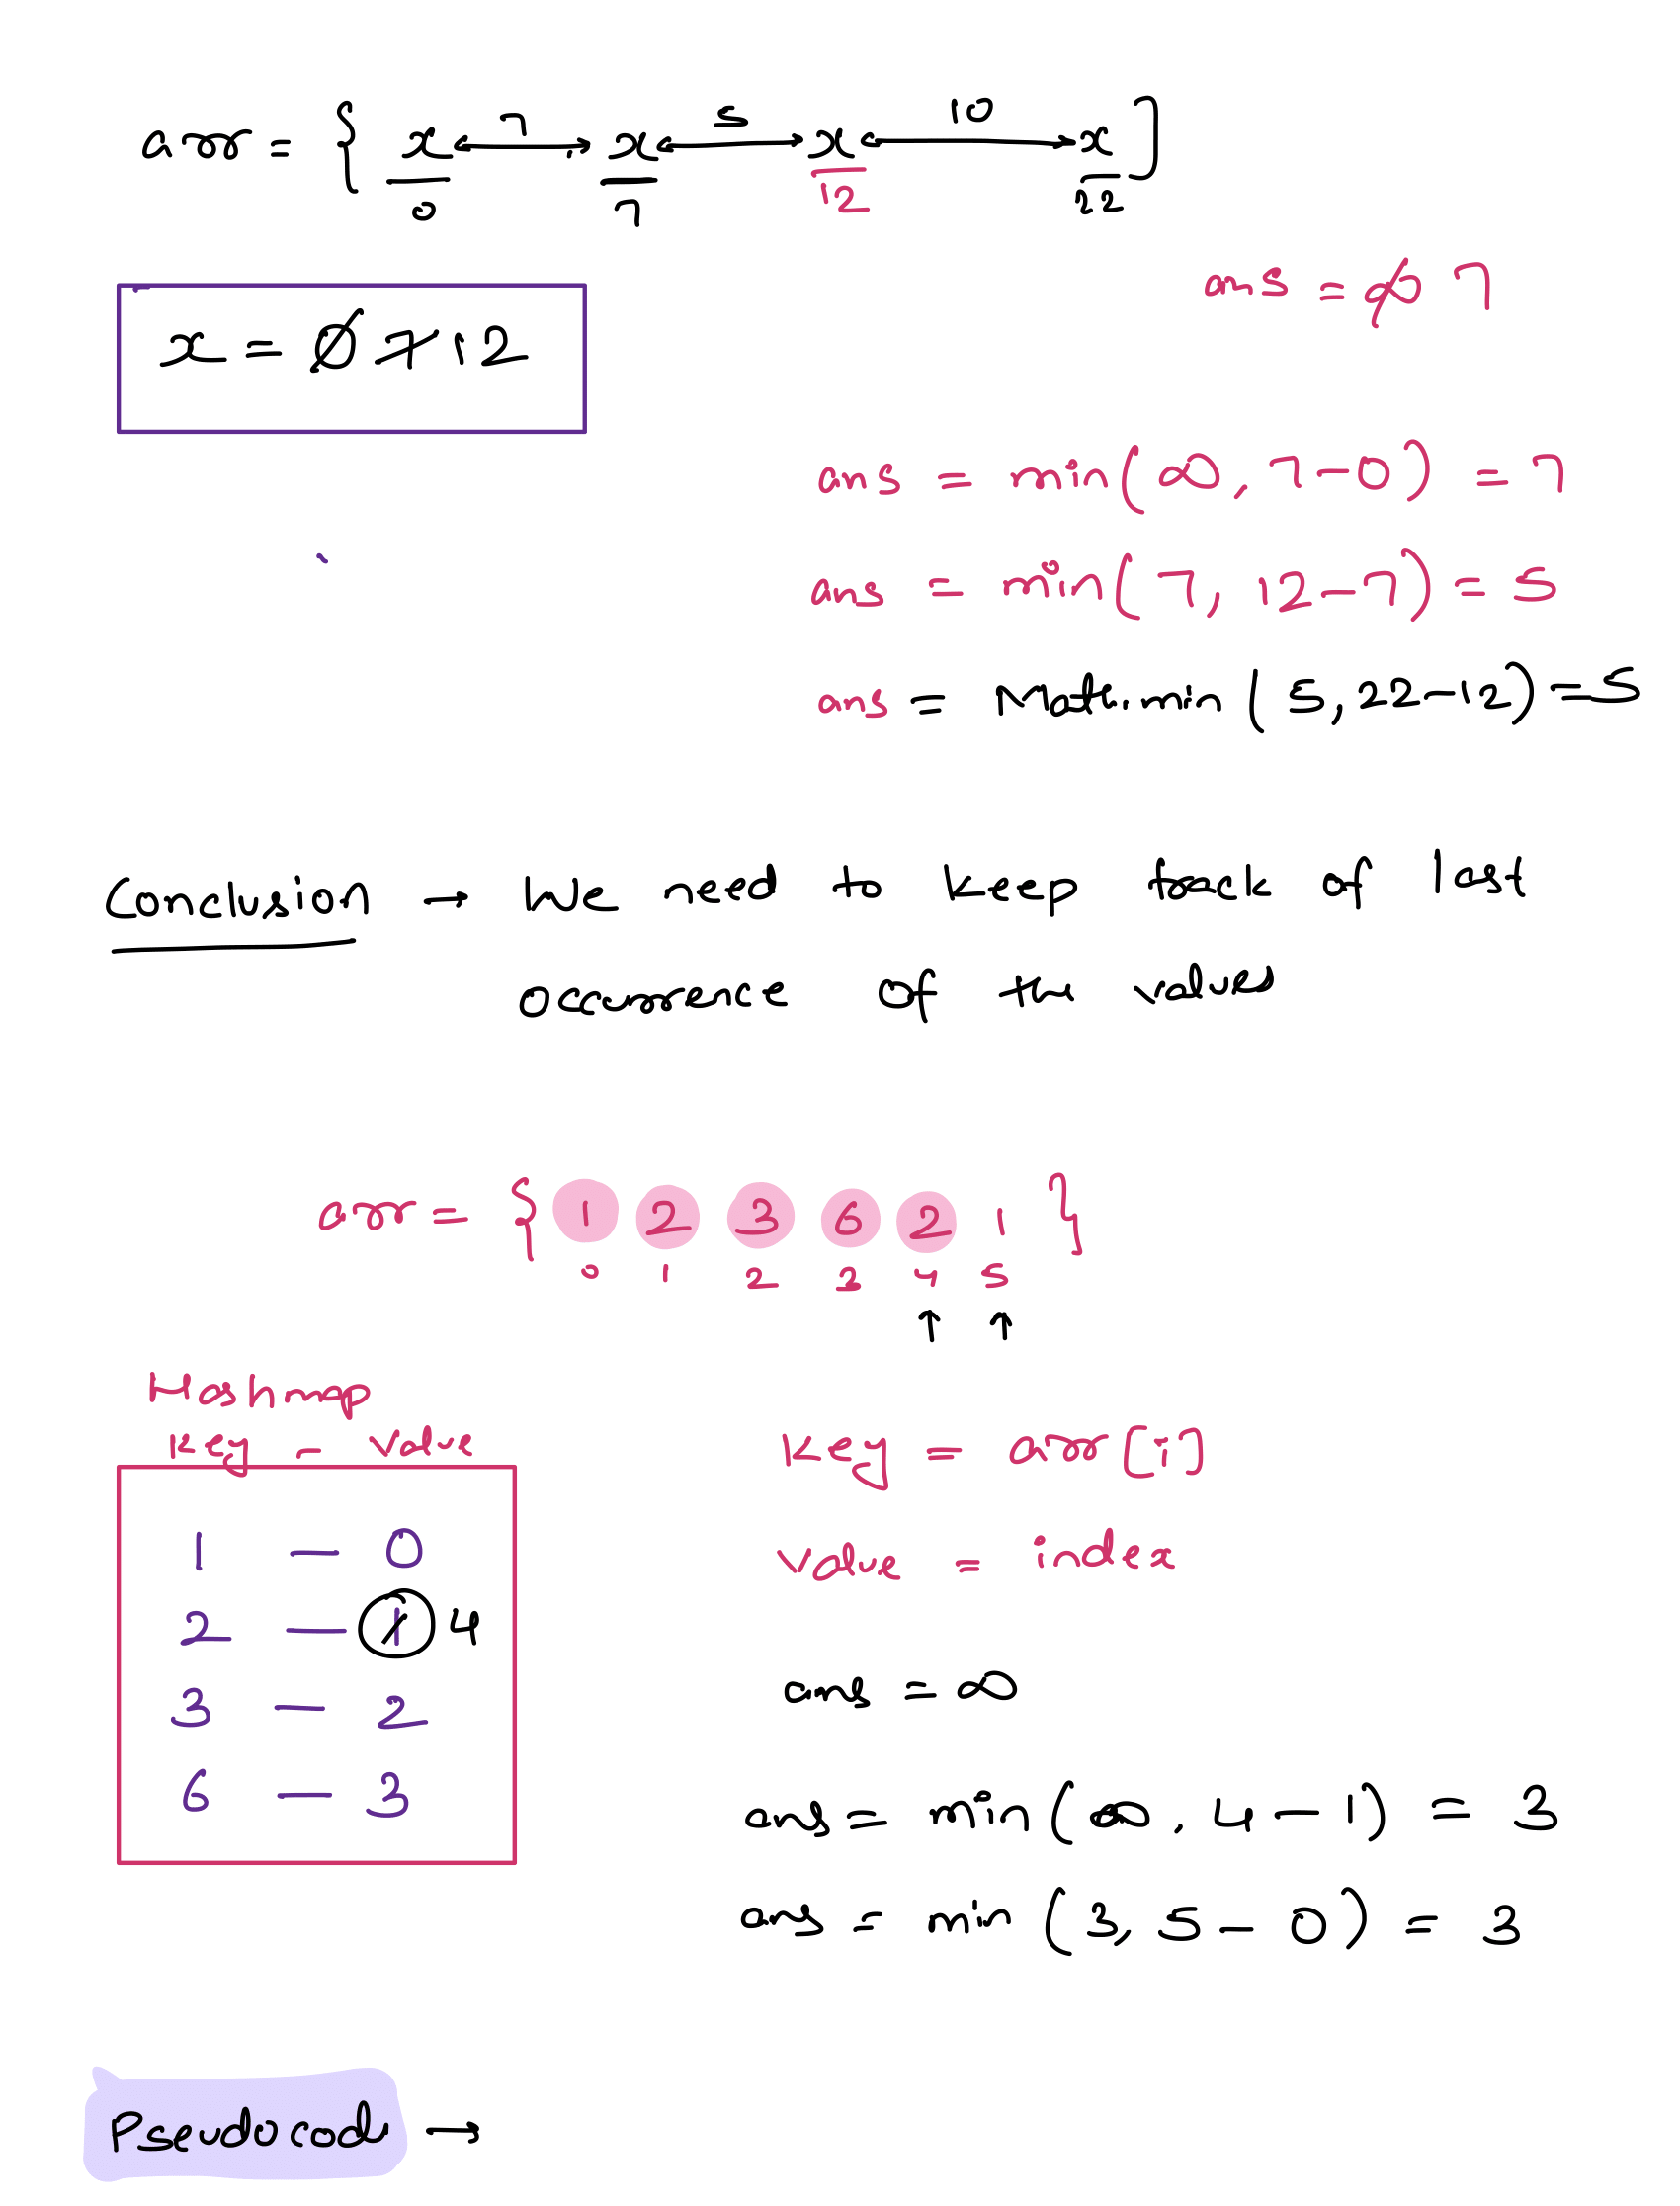 arr = { x 7 x 5 x 10 x ]
0 7 12 22
ans = ∞ 7
x = 0 7 12
ans = min( ∞, 7-0) = 7
ans = min( 7, 12-7) = 5
ans = Math.min ( 5, 22-12) = 5
Conclusion → We need to keep track of last
occurrence of the values
arr = { 1 2 3 6 2 1 }
0 1 2 3 4 5
↑ ↑
Hashmap
Key - Value
1 - 0
2 - 1 4
3 - 2
6 - 3
Key = arr[i]
Value = index
ans = ∞
ans = min ( ∞, 4 - 1) = 3
ans = min ( 3, 5 - 0 ) = 3
Pseudocode →